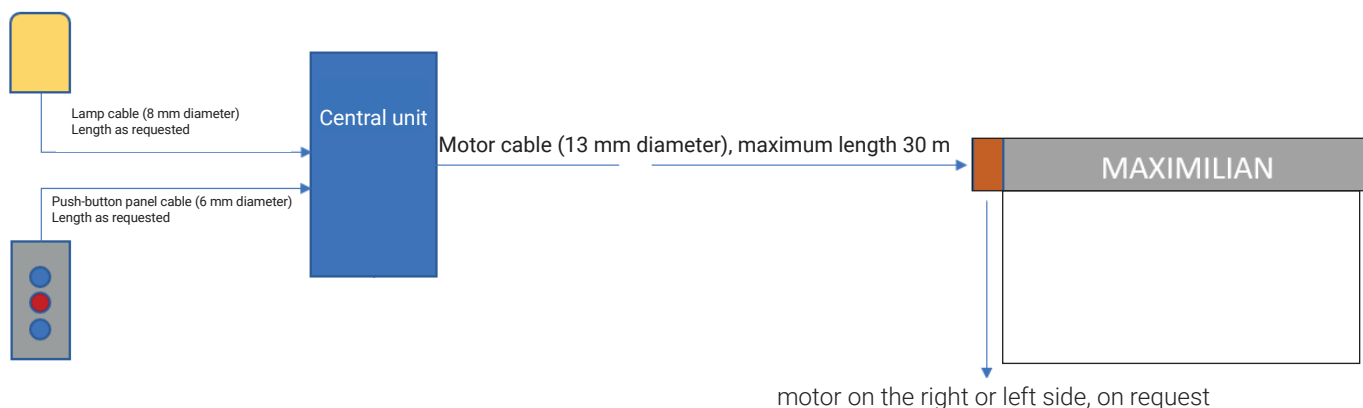 Lamp cable (8 mm diameter)
Length as requested
Central unit
Motor cable (13 mm diameter), maximum length 30 m
MAXIMILIAN
Push-button panel cable (6 mm diameter)
Length as requested
motor on the right or left side, on request